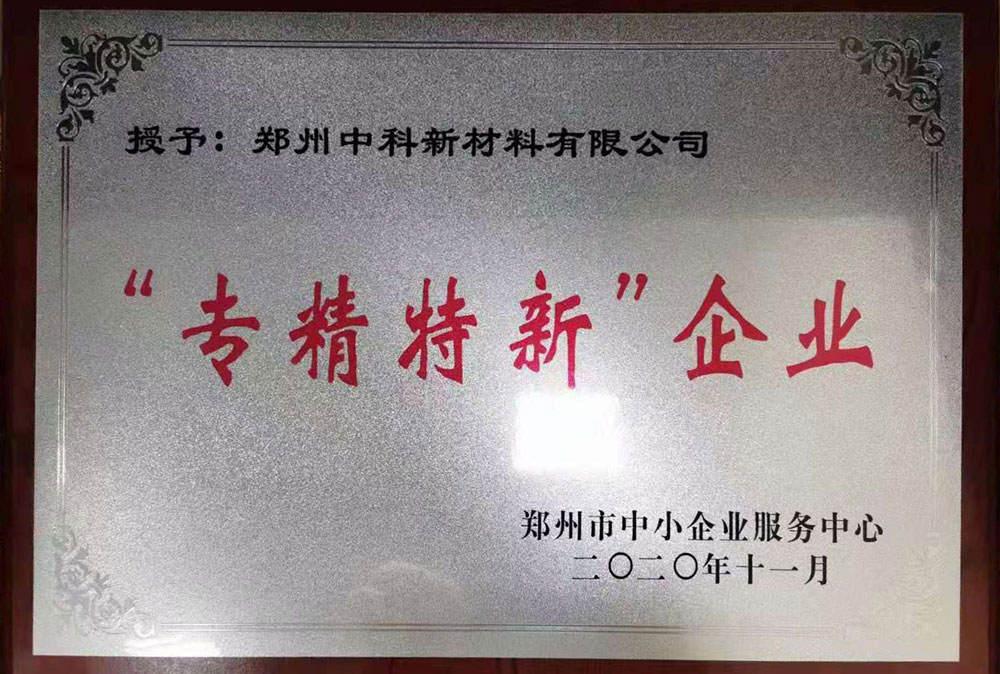 授予：郑州中科新材料有限公司
“专精特新”企业
郑州市中小企业服务中心
二〇二〇年十一月